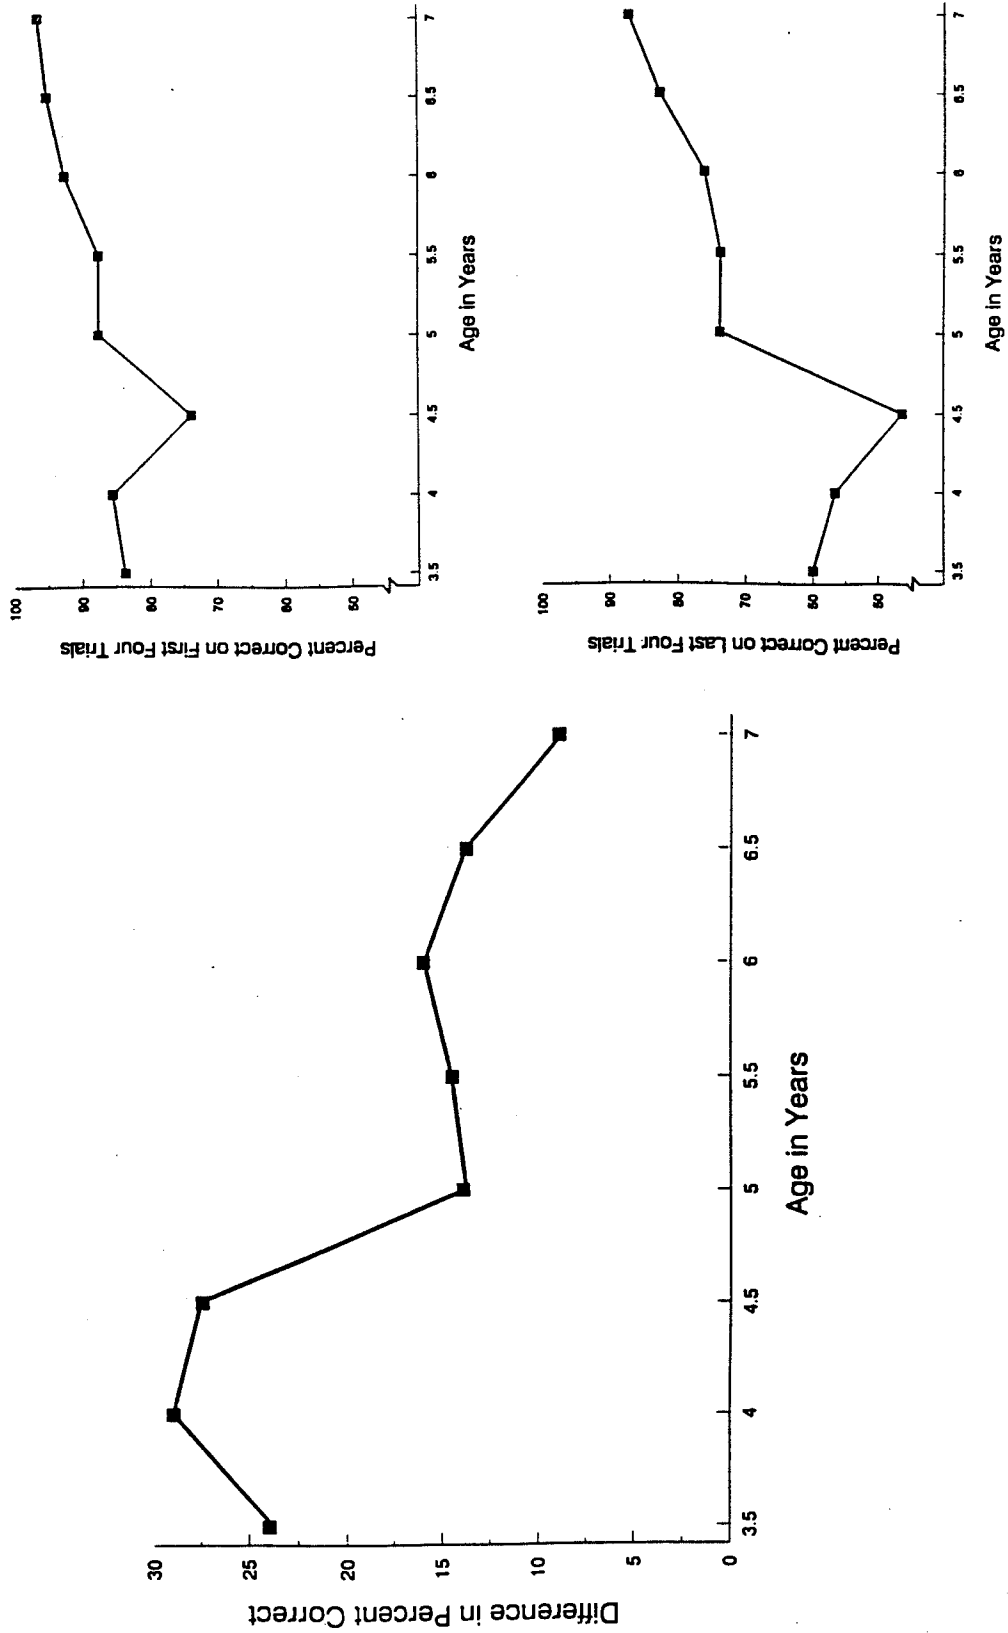 30
25
20
15
10
5
0
Difference in Percent Correct
3.5 4 4.5 5 5.5 6 6.5 7
Age in Years
100
90
80
70
60
50
Percent Correct on First Four Trials
3.5 4 4.5 5 5.5 6 6.5 7
Age in Years
100
90
80
70
60
50
Percent Correct on Last Four Trials
3.5 4 4.5 5 5.5 6 6.5 7
Age in Years